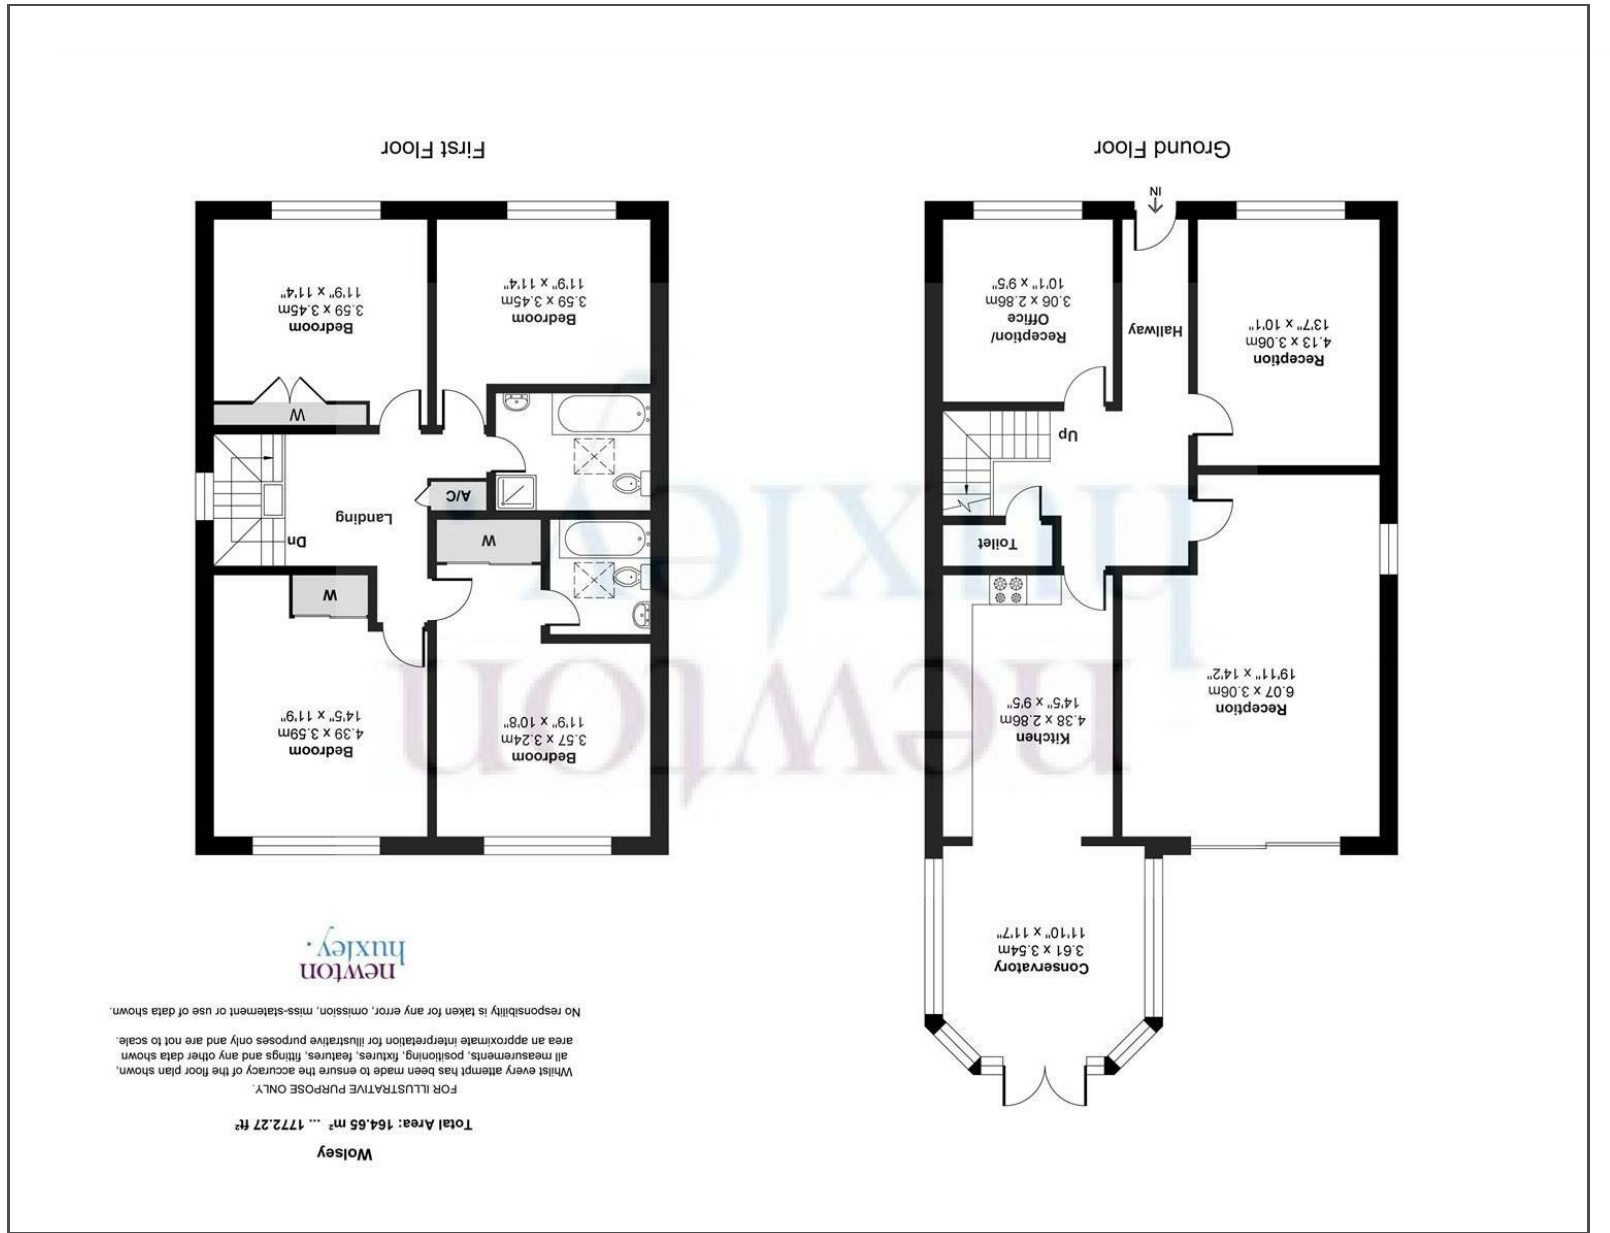 Wolsey
Total Area: 164.65 m² ... 1772.27 ft²
FOR ILLUSTRATIVE PURPOSE ONLY.
Whilst every attempt has been made to ensure the accuracy of the floor plan shown,
all measurements, positioning, fixtures, features, fittings and any other data shown
area an approximate interpretation for illustrative purposes only and are not to scale.
No responsibility is taken for any error, omission, miss-statement or use of data shown.
newton
huxley.
Conservatory
3.61 x 3.54m
11'10" x 11'7"
Reception
6.07 x 3.06m
19'11" x 14'2"
Kitchen
4.38 x 2.86m
14'5" x 9'5"
Toilet
Up
Reception
4.13 x 3.06m
13'7" x 10'1"
Hallway
Reception/
Office
3.06 x 2.86m
10'1" x 9'5"
IN
Ground Floor
Bedroom
3.57 x 3.24m
11'9" x 10'8"
Bedroom
4.39 x 3.59m
14'5" x 11'9"
W
W
Dn
Landing
A/C
W
Bedroom
3.59 x 3.45m
11'9" x 11'4"
Bedroom
3.59 x 3.45m
11'9" x 11'4"
First Floor
newton
huxley